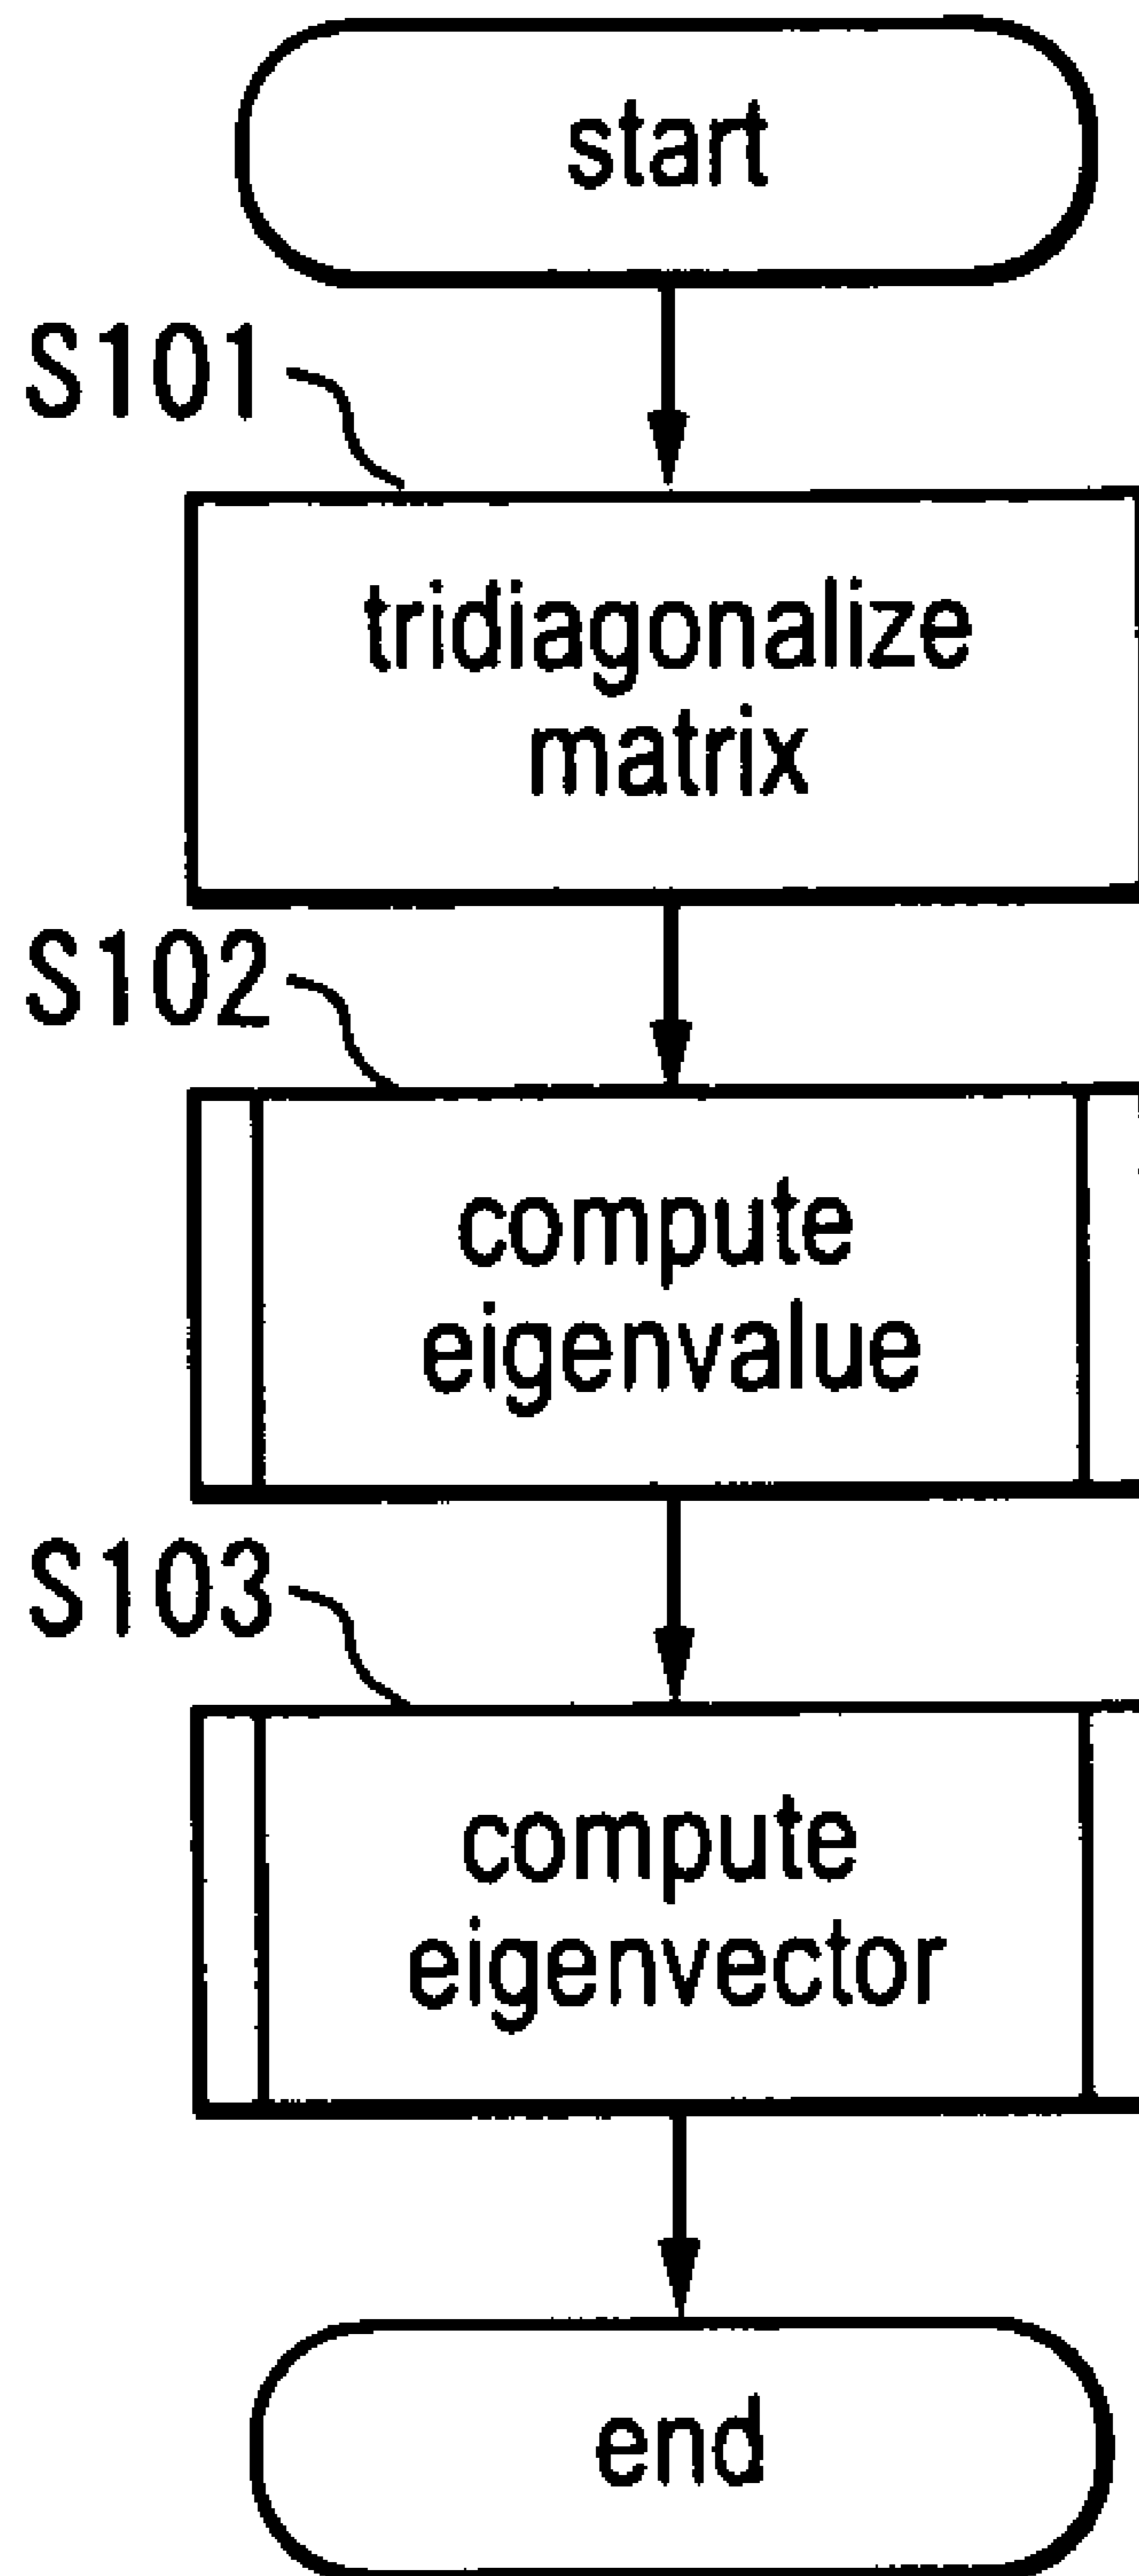 start
S101
tridiagonalize
matrix
S102
compute
eigenvalue
S103
compute
eigenvector
end